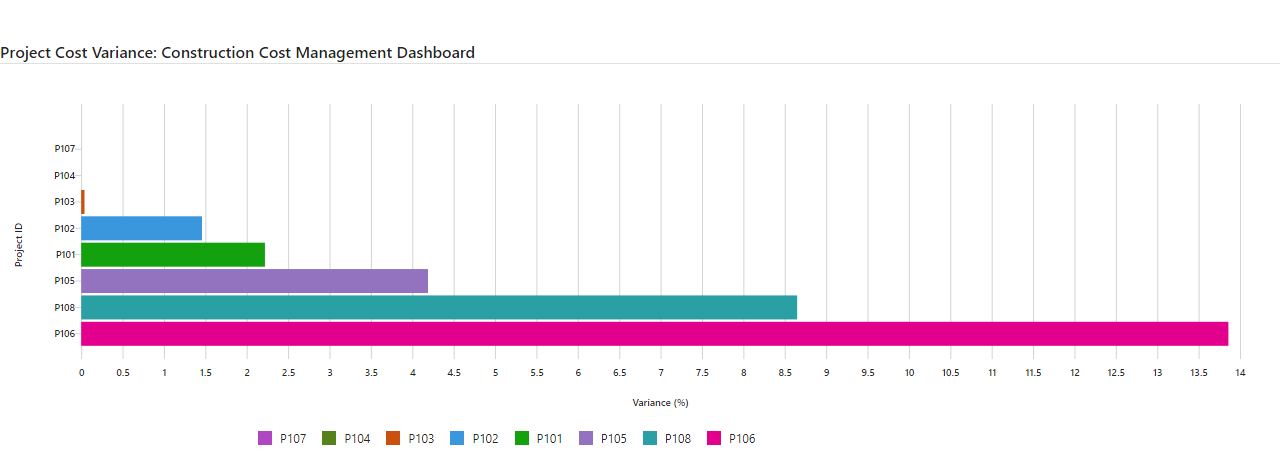 Project Cost Variance: Construction Cost Management Dashboard
P107
P104
P103
P102
P101
P105
P108
P106
Project ID
0 0.5 1 1.5 2 2.5 3 3.5 4 4.5 5 5.5 6 6.5 7 7.5 8 8.5 9 9.5 10 10.5 11 11.5 12 12.5 13 13.5 14
Variance (%)
P107 P104 P103 P102 P101 P105 P108 P106